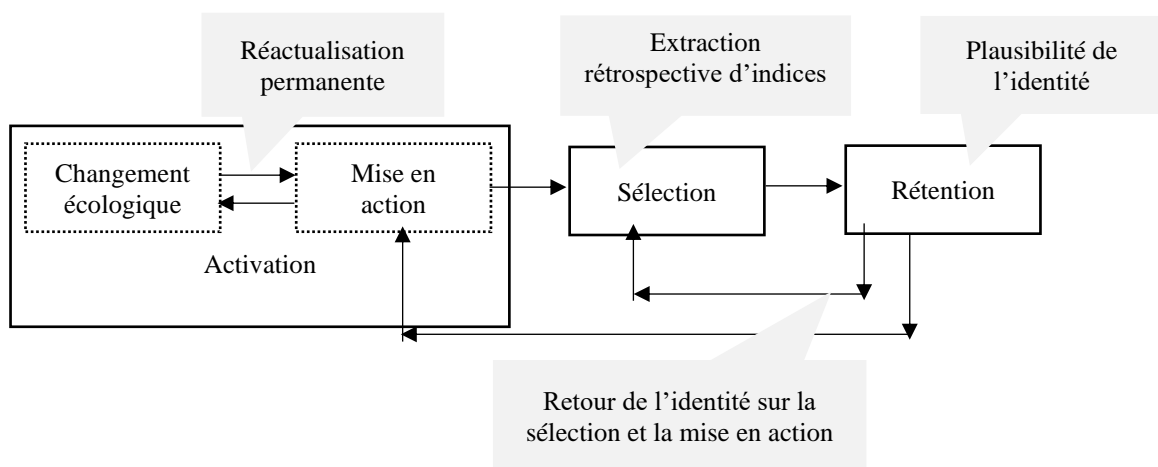 Réactualisation
permanente
Extraction
rétrospective d’indices
Plausibilité de
l’identité
Changement
écologique
Mise en
action
Sélection
Rétention
Activation
Retour de l’identité sur la
sélection et la mise en action